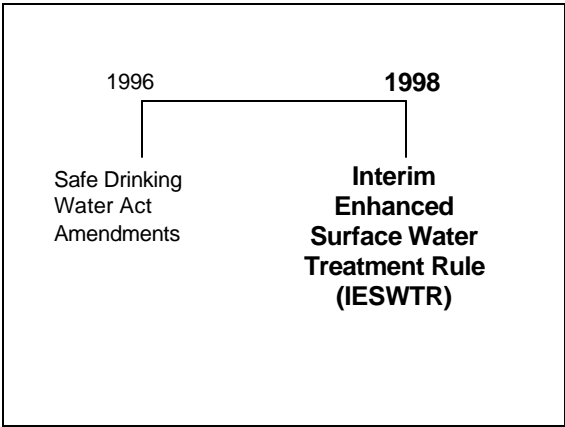 1996
1998
Safe Drinking
Water Act
Amendments
Interim
Enhanced
Surface Water
Treatment Rule
(IESWTR)